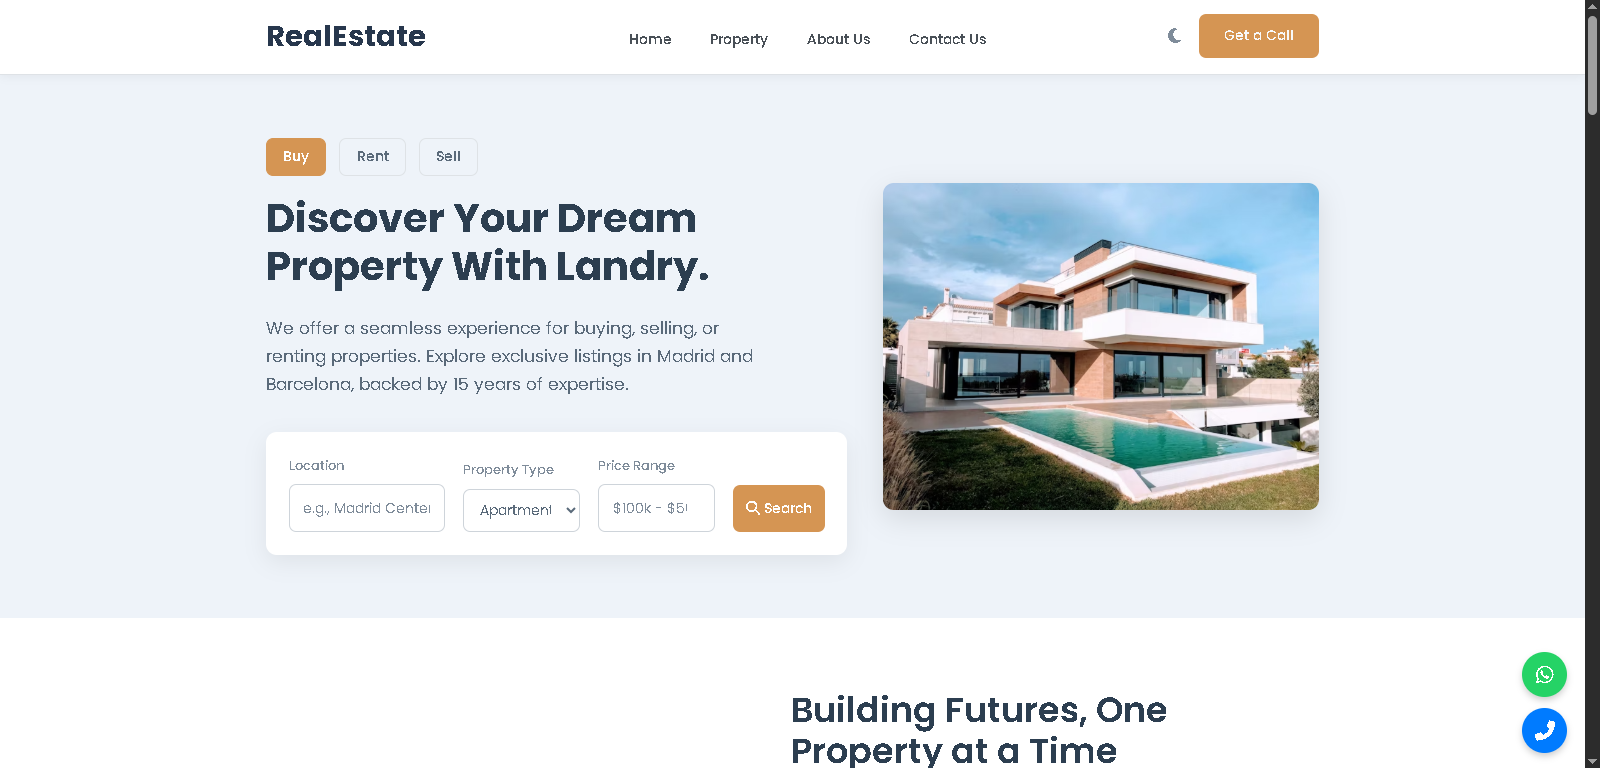 RealEstate
Home
Property
About Us
Contact Us
Get a Call
Buy
Rent
Sell
Discover Your Dream
Property With Landry.
We offer a seamless experience for buying, selling, or
renting properties. Explore exclusive listings in Madrid and
Barcelona, backed by 15 years of expertise.
Location
Property Type
Price Range
e.g., Madrid Center
Apartment
$100k - $5
Search
Building Futures, One
Property at a Time